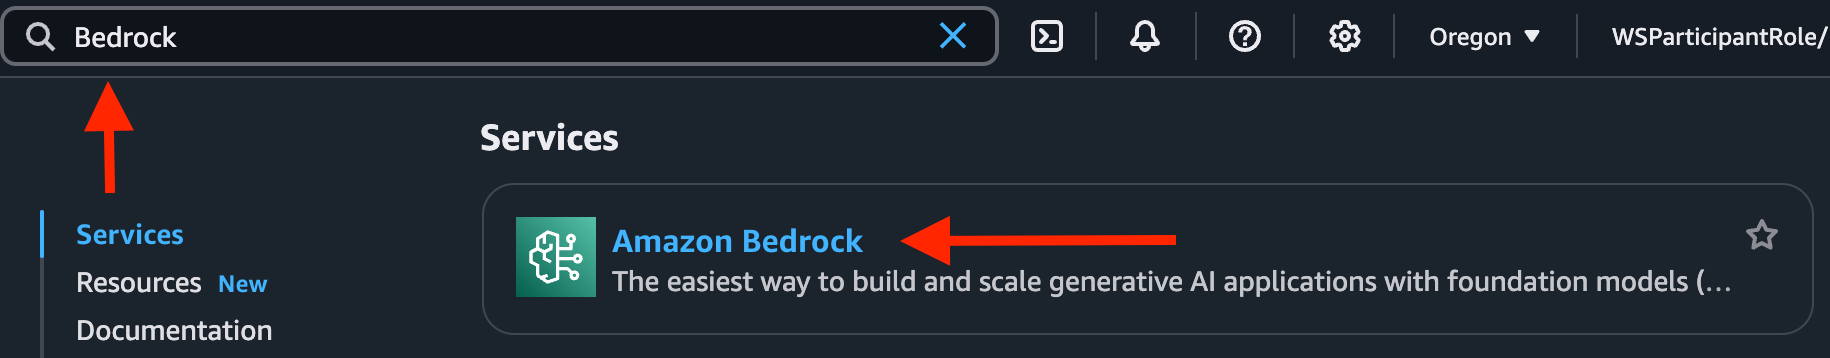 Bedrock
Oregon
WSParticipantRole/
Services
Services
Resources New
Documentation
Amazon Bedrock
The easiest way to build and scale generative AI applications with foundation models (...